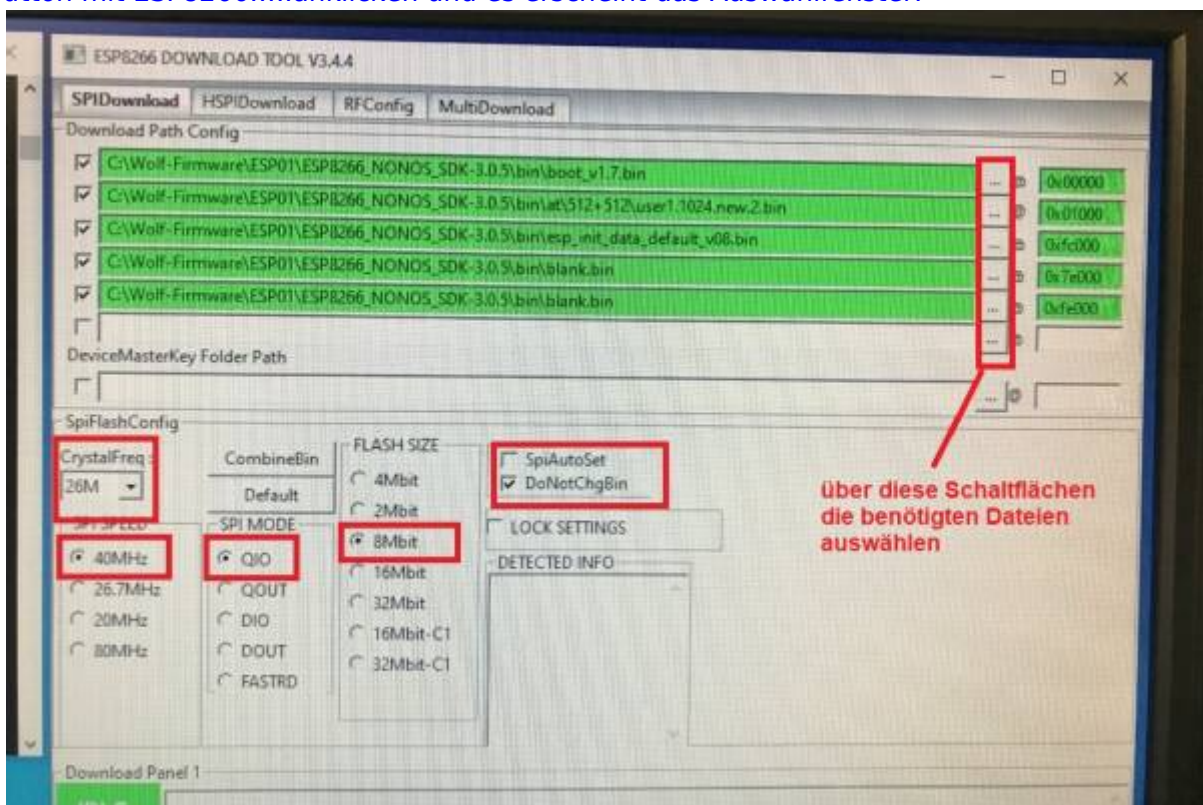 ESP8266 DOWNLOAD TOOL V3.4.4
SPIDownload HSPIDownload RFConfig MultiDownload
Download Path Config
C:\Wolf-Firmware\ESP01\ESP8266_NONOS_SDK-3.0.5\bin\boot_v1.7.bin ... @ 0x00000
C:\Wolf-Firmware\ESP01\ESP8266_NONOS_SDK-3.0.5\bin\at\512+512\user1.1024.new.2.bin ... @ 0x01000
C:\Wolf-Firmware\ESP01\ESP8266_NONOS_SDK-3.0.5\bin\esp_init_data_default_v08.bin ... @ 0xfc000
C:\Wolf-Firmware\ESP01\ESP8266_NONOS_SDK-3.0.5\bin\blank.bin ... @ 0x7e000
C:\Wolf-Firmware\ESP01\ESP8266_NONOS_SDK-3.0.5\bin\blank.bin ... @ 0xfe000
... @
DeviceMasterKey Folder Path
... @
SpiFlashConfig
CrystalFreq :
26M
CombineBin
Default
SPI SPEED
40MHz
26.7MHz
20MHz
80MHz
SPI MODE
QIO
QOUT
DIO
DOUT
FASTRD
FLASH SIZE
4Mbit
2Mbit
8Mbit
16Mbit
32Mbit
16Mbit-C1
32Mbit-C1
SpiAutoSet
DoNotChgBin
LOCK SETTINGS
DETECTED INFO
über diese Schaltflächen
die benötigten Dateien
auswählen
Download Panel 1